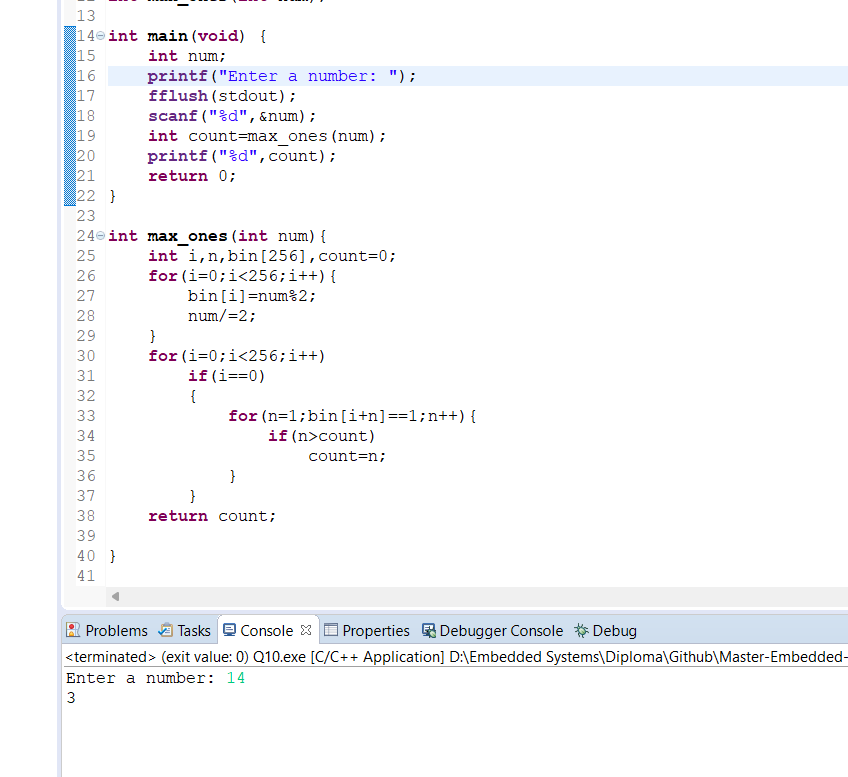 13
14 int main(void) {
15 int num;
16 printf("Enter a number: ");
17 fflush(stdout);
18 scanf("%d",&num);
19 int count=max_ones(num);
20 printf("%d",count);
21 return 0;
22 }
23
24 int max_ones(int num){
25 int i,n,bin[256],count=0;
26 for(i=0;i<256;i++){
27 bin[i]=num%2;
28 num/=2;
29 }
30 for(i=0;i<256;i++)
31 if(i==0)
32 {
33 for(n=1;bin[i+n]==1;n++){
34 if(n>count)
35 count=n;
36 }
37 }
38 return count;
39
40 }
41
Problems Tasks Console Properties Debugger Console Debug
<terminated> (exit value: 0) Q10.exe [C/C++ Application] D:\Embedded Systems\Diploma\Github\Master-Embedded-
Enter a number: 14
3